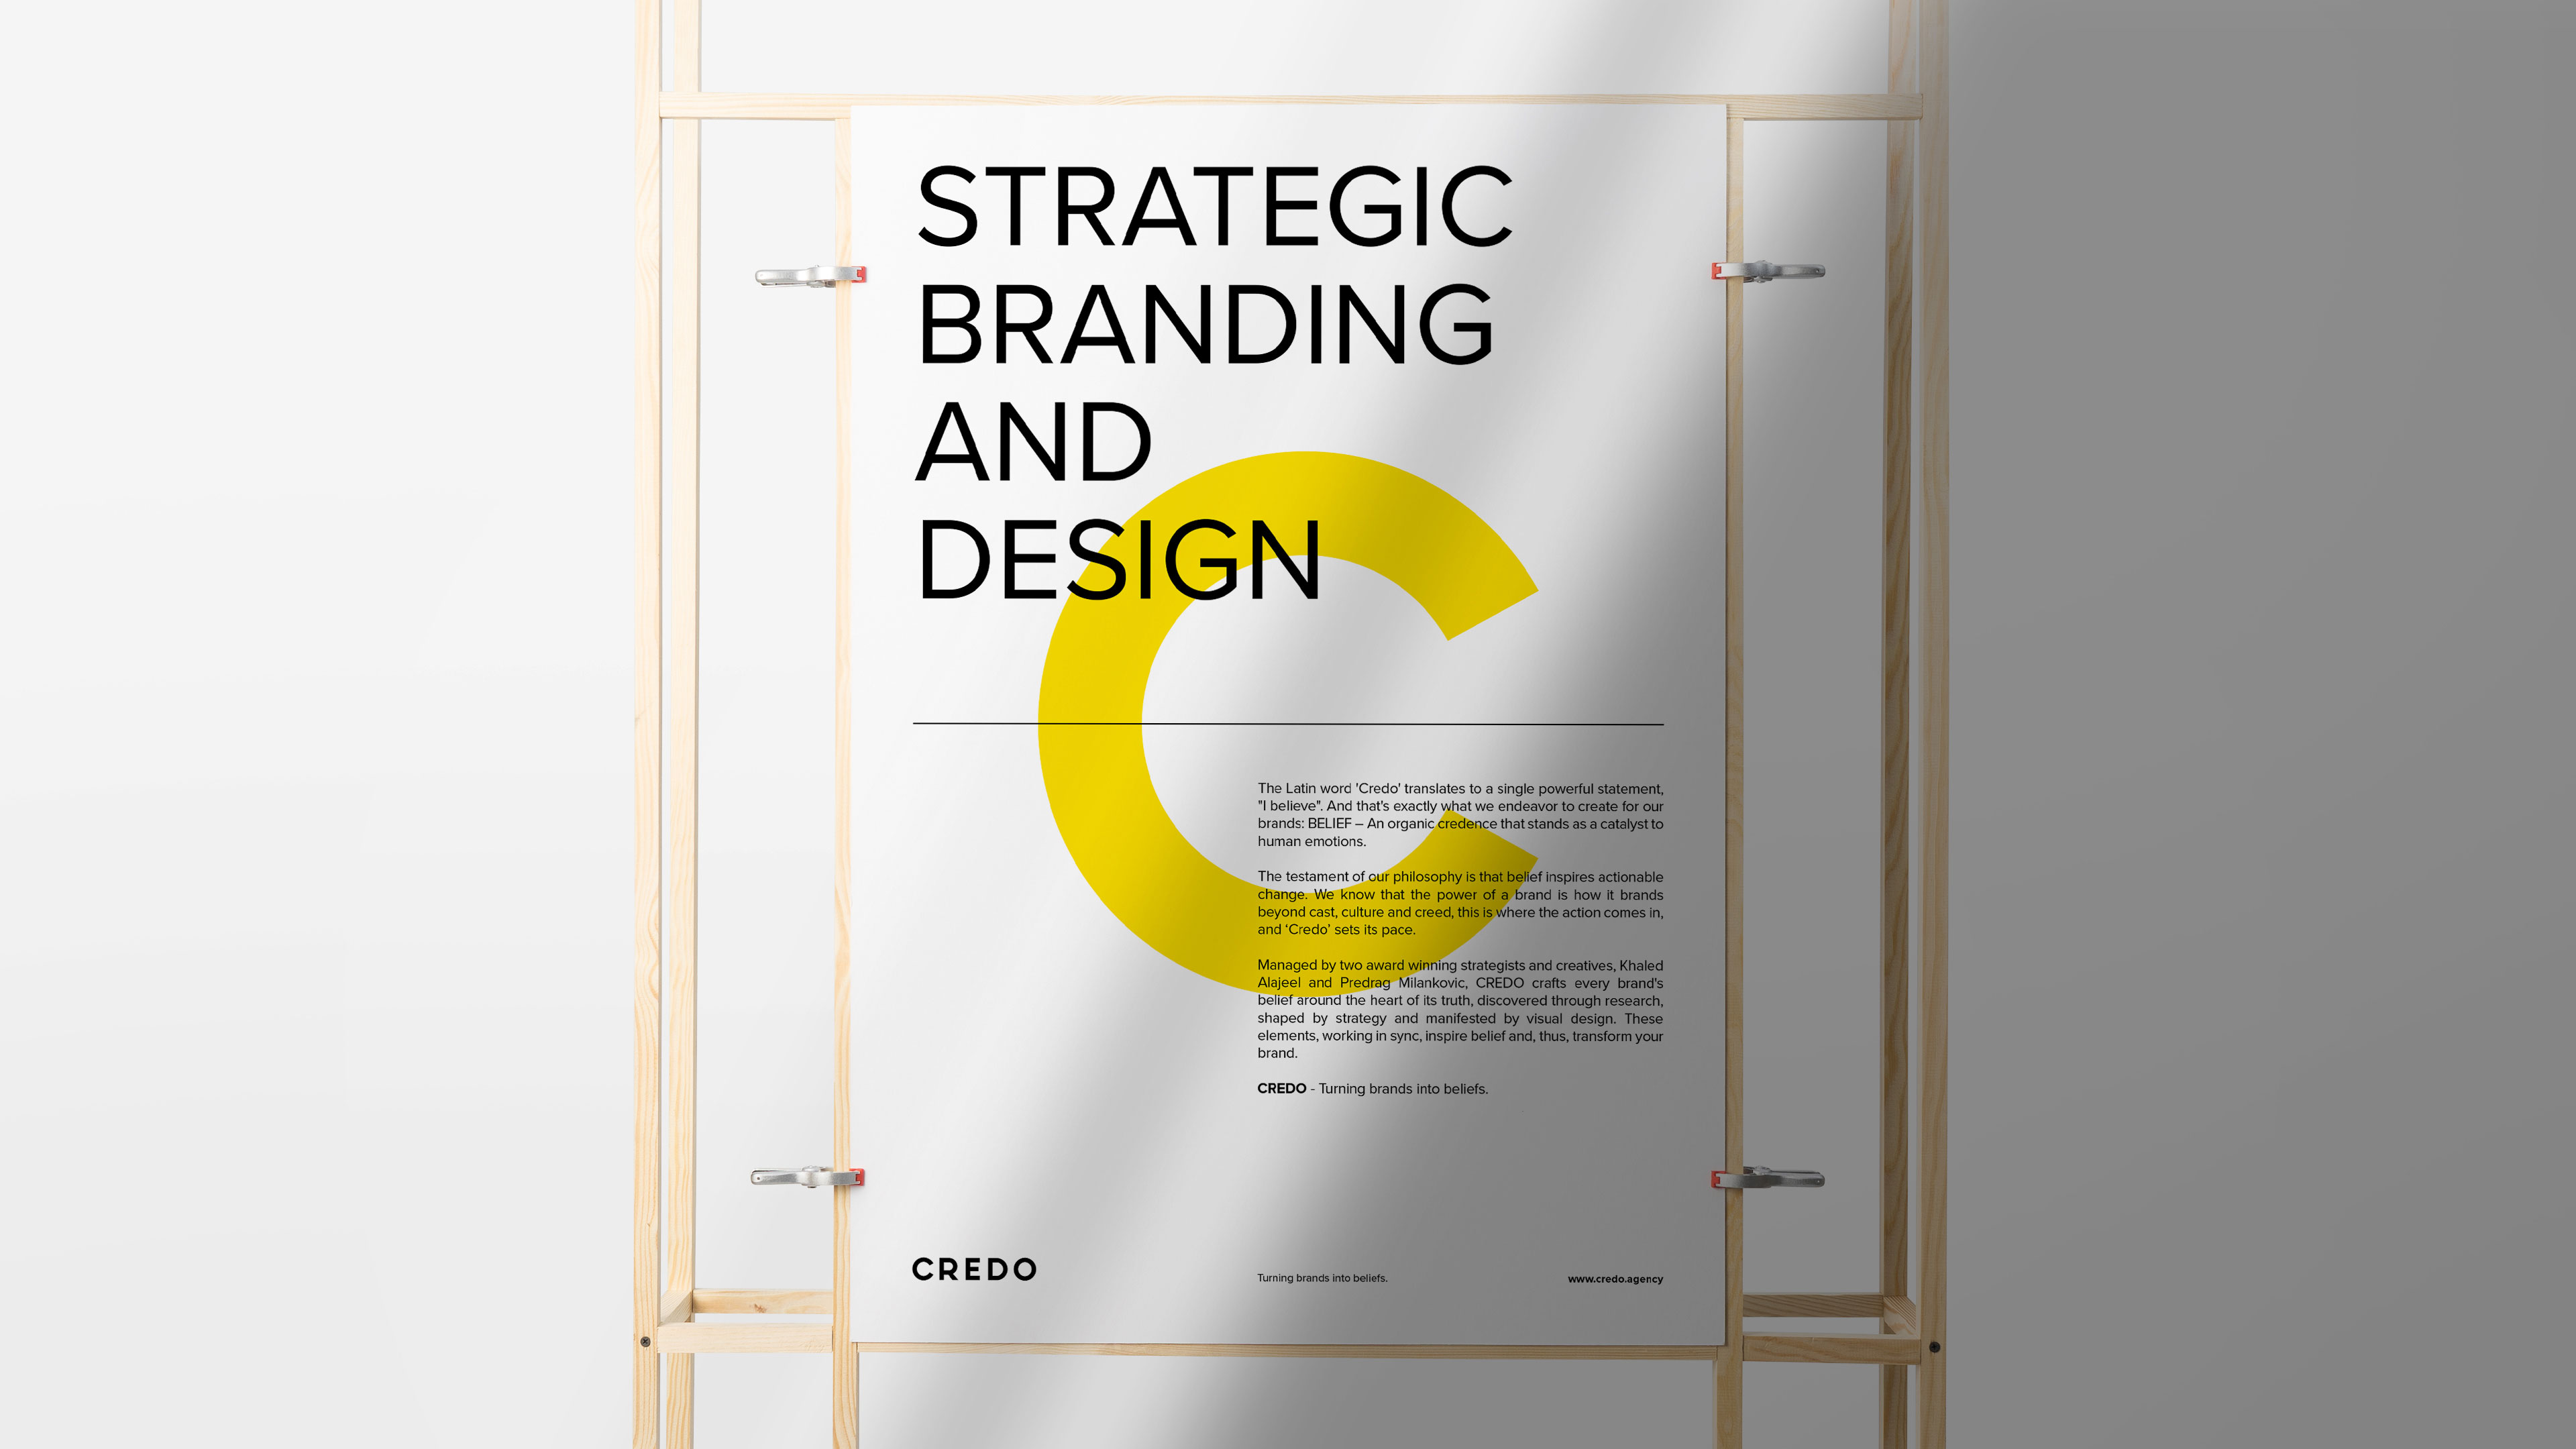 STRATEGIC
BRANDING
AND
DESIGN
The Latin word 'Credo' translates to a single powerful statement,
"I believe". And that's exactly what we endeavor to create for our
brands: BELIEF – An organic credence that stands as a catalyst to
human emotions.
The testament of our philosophy is that belief inspires actionable
change. We know that the power of a brand is how it brands
beyond cast, culture and creed, this is where the action comes in,
and ‘Credo’ sets its pace.
Managed by two award winning strategists and creatives, Khaled
Alajeel and Predrag Milankovic, CREDO crafts every brand's
belief around the heart of its truth, discovered through research,
shaped by strategy and manifested by visual design. These
elements, working in sync, inspire belief and, thus, transform your
brand.
CREDO - Turning brands into beliefs.
CREDO
Turning brands into beliefs.
www.credo.agency